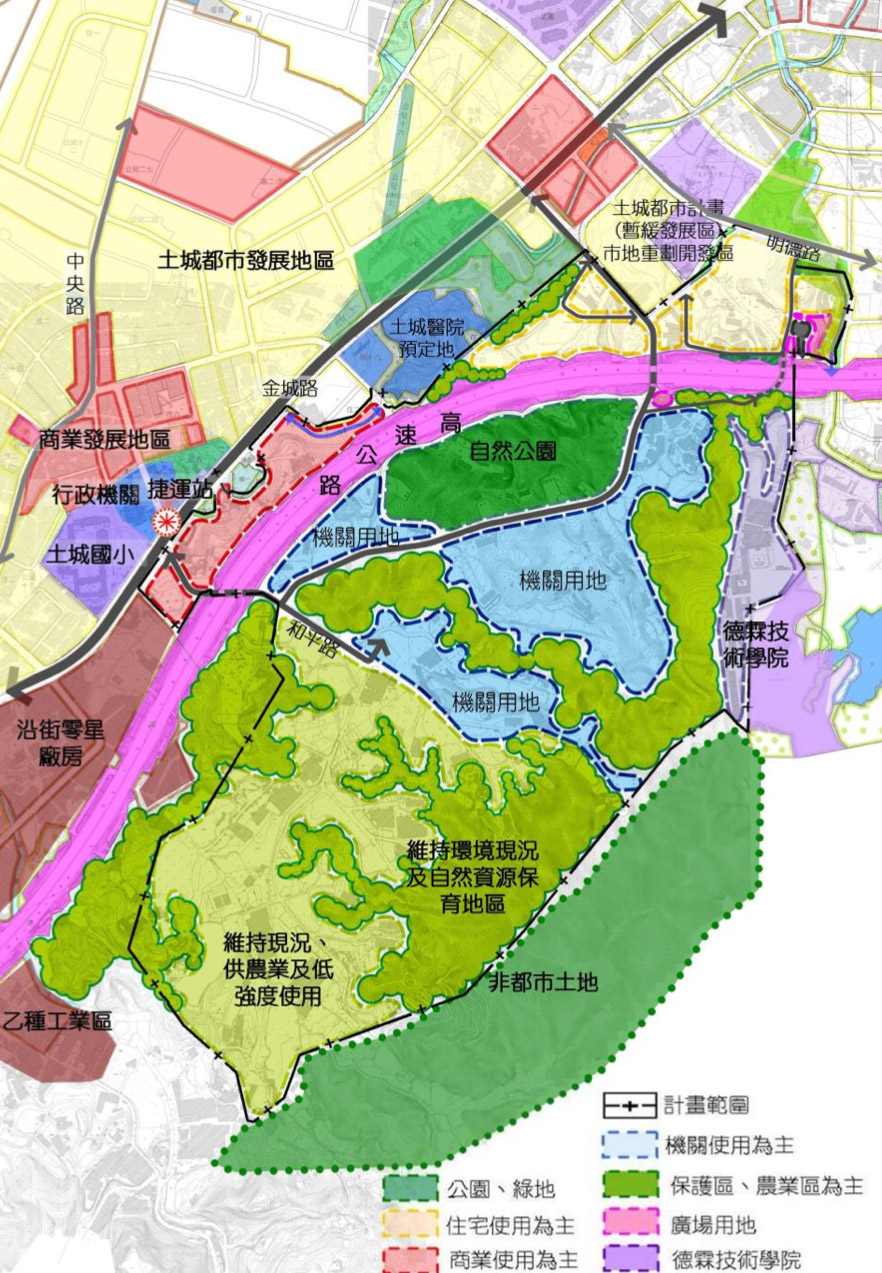 土城都市計畫
(暫緩發展區)
市地重劃開發區
明德路
土城都市發展地區
中央路
土城醫院
預定地
金城路
高速公路
商業發展地區
行政機關
捷運站
自然公園
機關用地
土城國小
機關用地
和平路
德霖技
術學院
機關用地
沿街零星
廠房
維持環境現況
及自然資源保
育地區
維持現況、
供農業及低
強度使用
非都市土地
乙種工業區
計畫範圍
機關使用為主
公園、綠地
保護區、農業區為主
住宅使用為主
廣場用地
商業使用為主
德霖技術學院